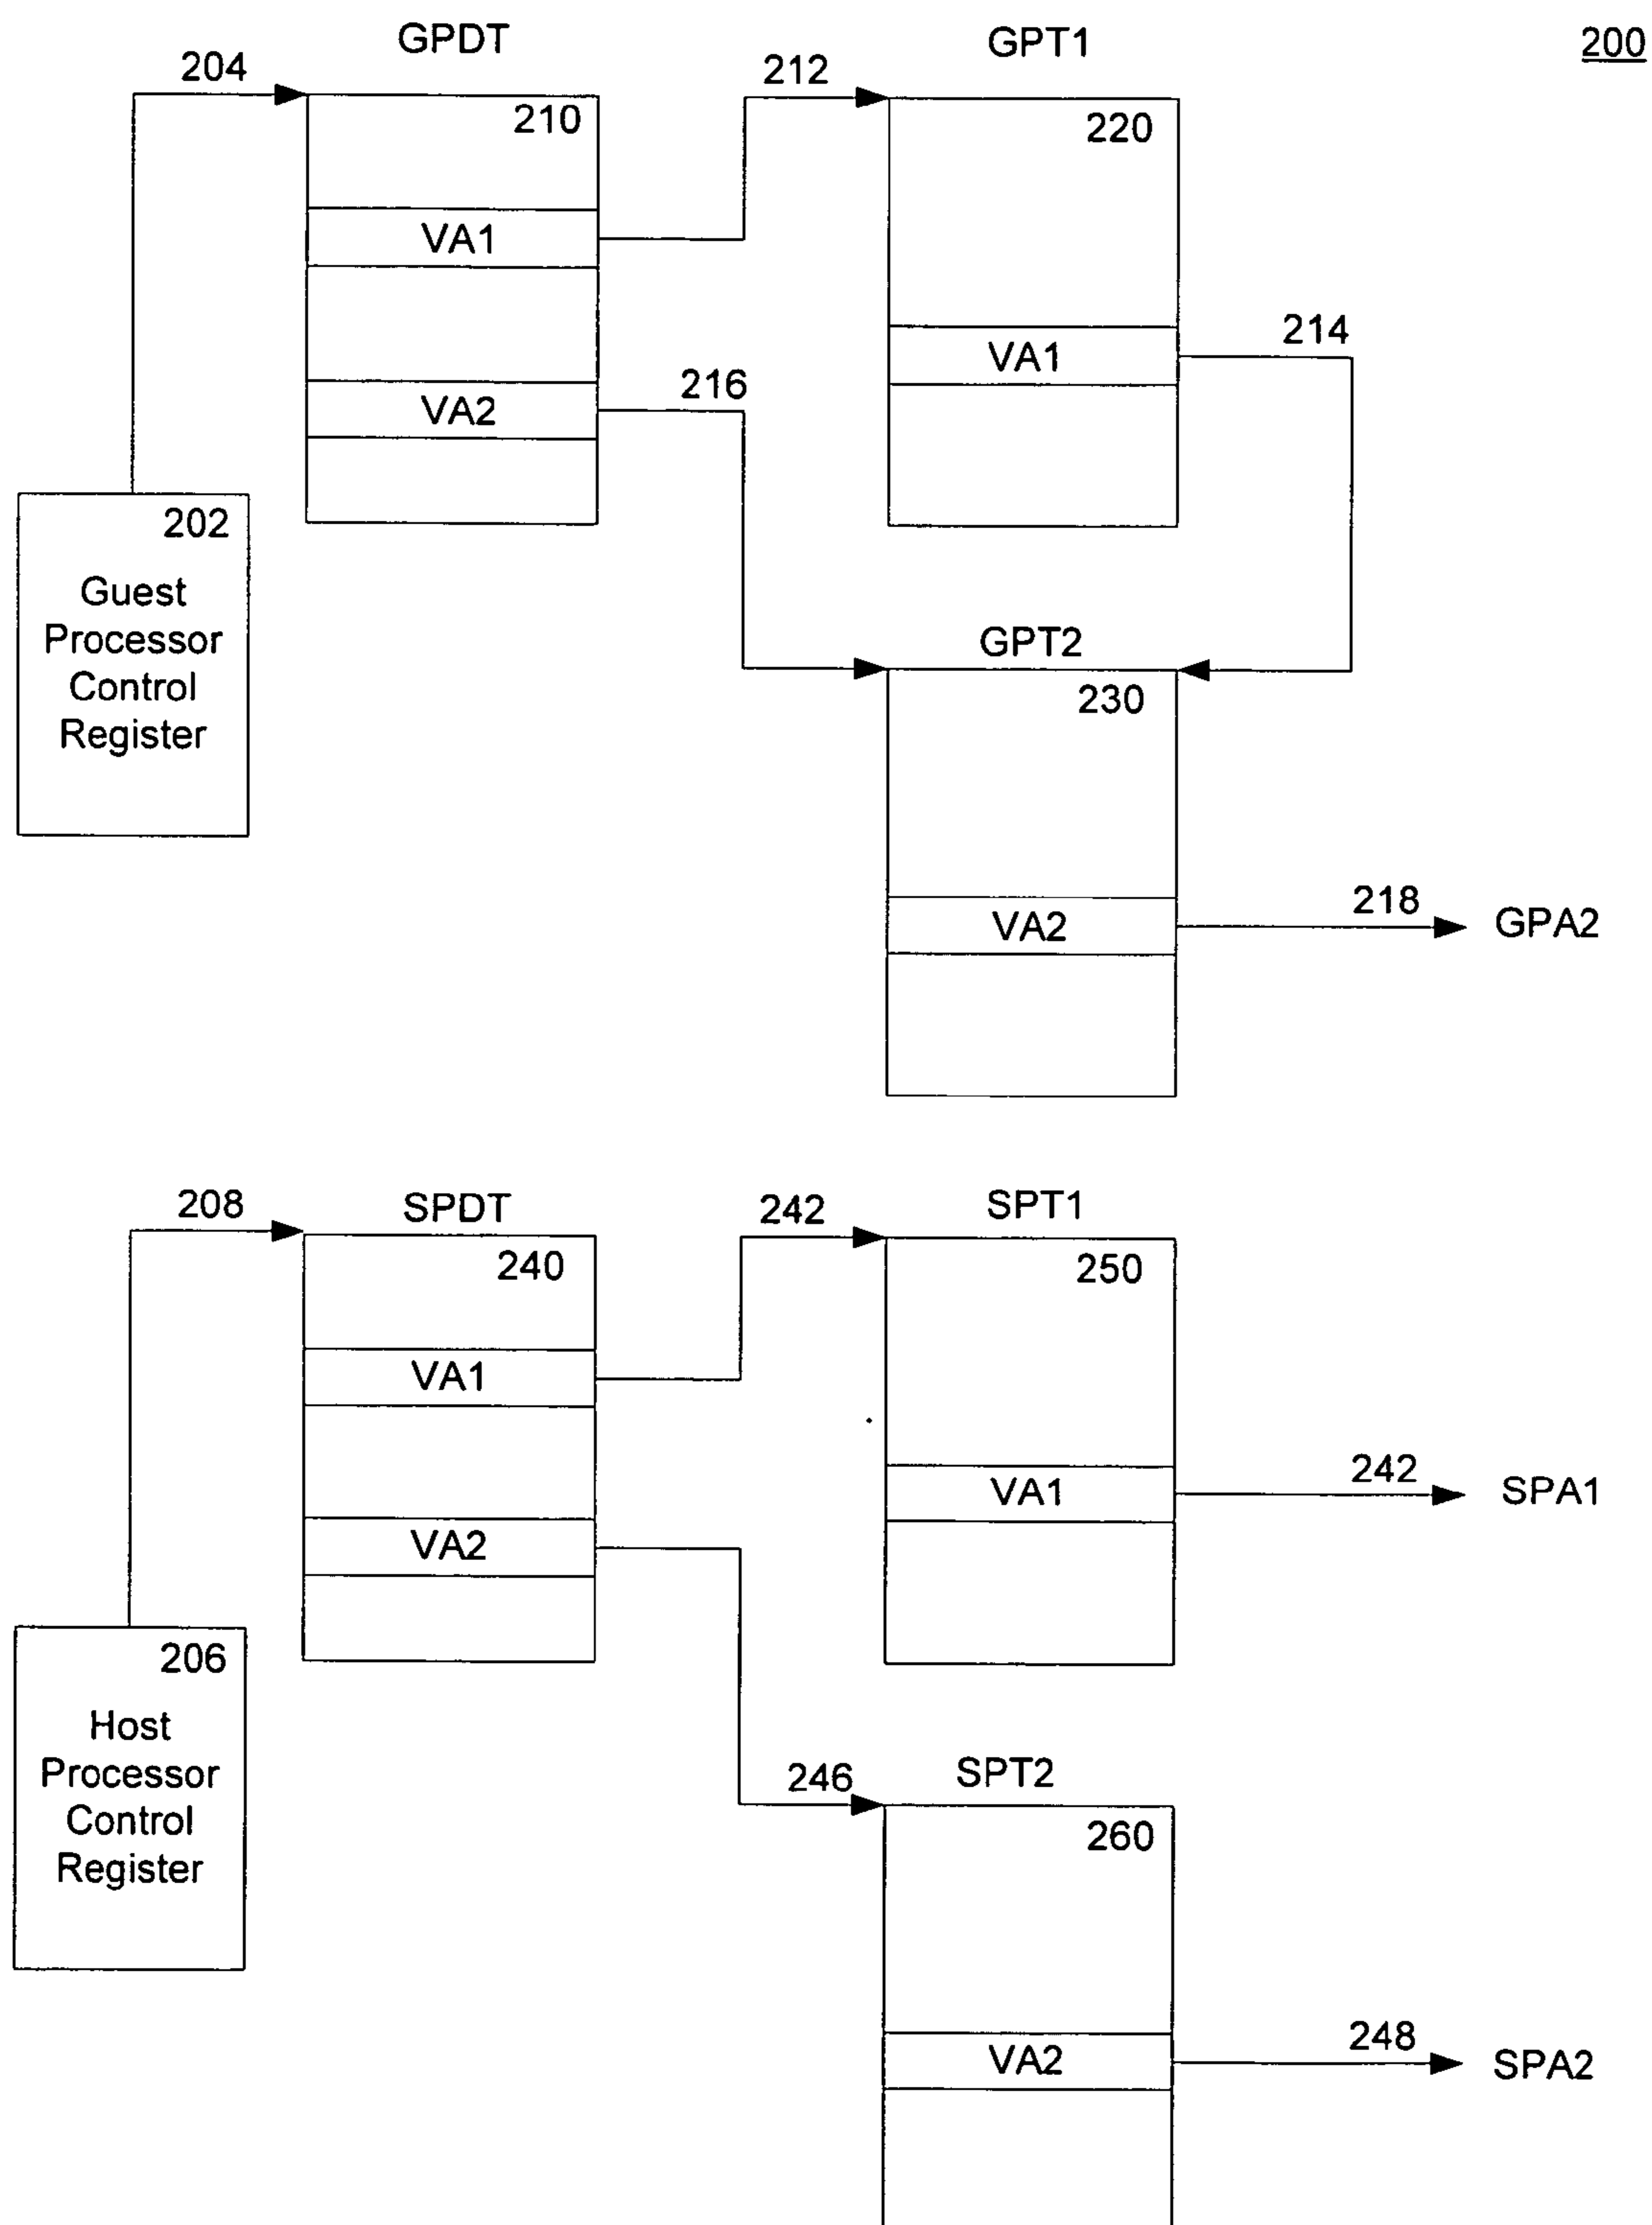 200
GPDT
GPT1
204
212
210
220
VA1
214
VA1
216
VA2
202
Guest
Processor
Control
Register
GPT2
230
218
VA2
GPA2
208
SPDT
242
SPT1
240
250
VA1
242
VA1
SPA1
VA2
206
Host
Processor
Control
Register
246
SPT2
260
248
VA2
SPA2